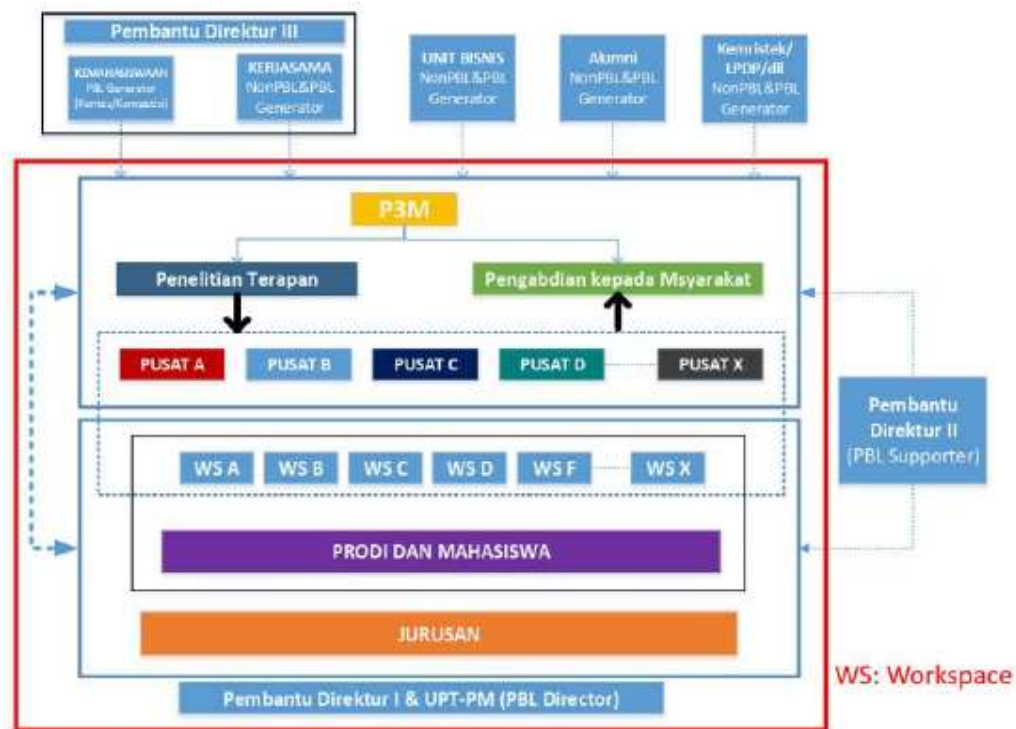 Pembantu Direktur III
KEMAHASISWAAN
PBL Generator
KERJASAMA
NonPBL&PBL
Generator
UNIT BISNIS
NonPBL&PBL
Generator
Alumni
NonPBL&PBL
Generator
Kemristek/
LPDP/dll
NonPBL&PBL
Generator
P3M
Penelitian Terapan
Pengabdian kepada Msyarakat
PUSAT A
PUSAT B
PUSAT C
PUSAT D
PUSAT X
Pembantu
Direktur II
(PBL Supporter)
WS A
WS B
WS C
WS D
WS F
WS X
PRODI DAN MAHASISWA
JURUSAN
WS: Workspace
Pembantu Direktur I & UPT-PM (PBL Director)